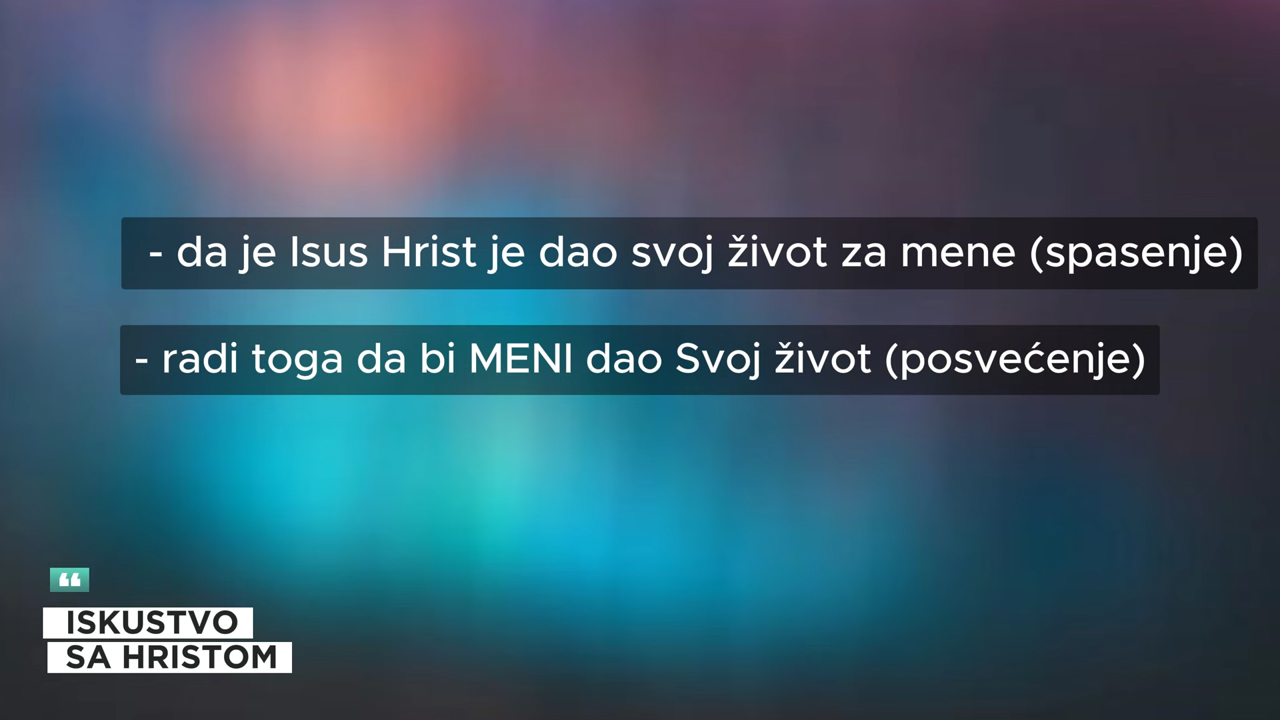 - da je Isus Hrist je dao svoj život za mene (spasenje)
- radi toga da bi MENI dao Svoj život (posvećenje)
❝
ISKUSTVO
SA HRISTOM